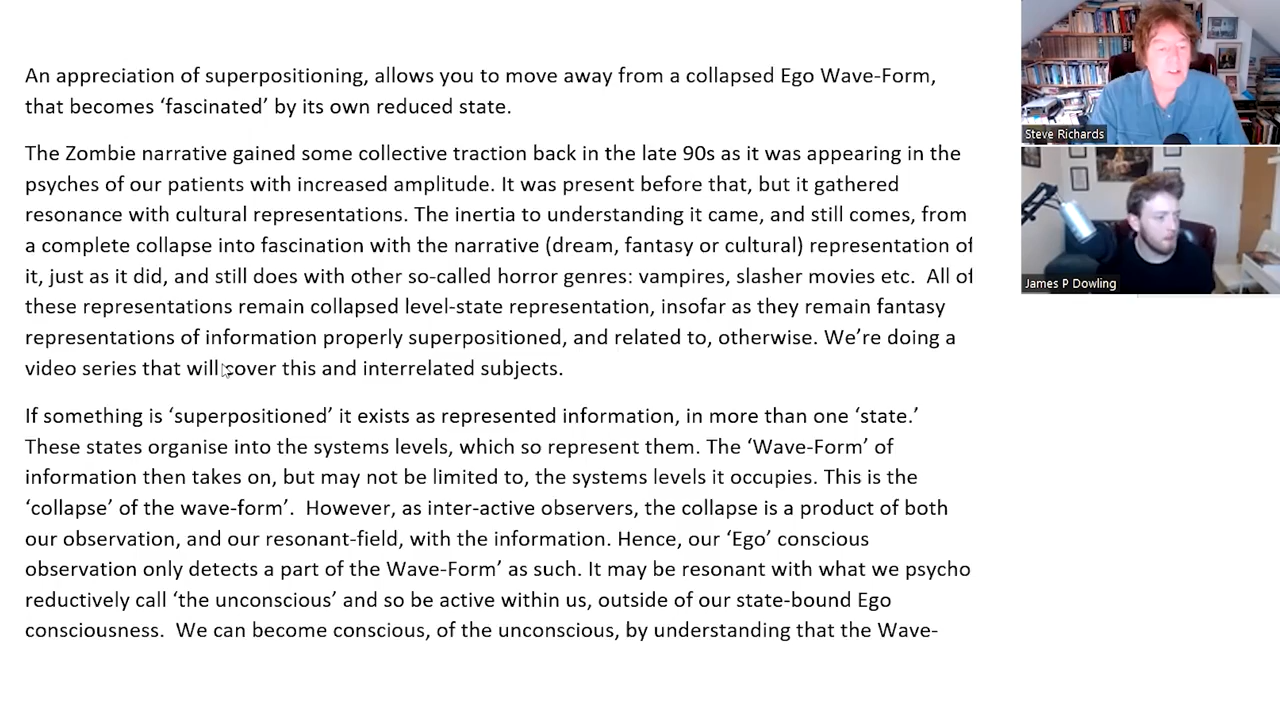 An appreciation of superpositioning, allows you to move away from a collapsed Ego Wave-Form,
that becomes ‘fascinated’ by its own reduced state.
The Zombie narrative gained some collective traction back in the late 90s as it was appearing in the
psyches of our patients with increased amplitude. It was present before that, but it gathered
resonance with cultural representations. The inertia to understanding it came, and still comes, from
a complete collapse into fascination with the narrative (dream, fantasy or cultural) representation of
it, just as it did, and still does with other so-called horror genres: vampires, slasher movies etc.  All of
these representations remain collapsed level-state representation, insofar as they remain fantasy
representations of information properly superpositioned, and related to, otherwise. We’re doing a
video series that will cover this and interrelated subjects.
If something is ‘superpositioned’ it exists as represented information, in more than one ‘state.’
These states organise into the systems levels, which so represent them. The ‘Wave-Form’ of
information then takes on, but may not be limited to, the systems levels it occupies. This is the
‘collapse’ of the wave-form’.  However, as inter-active observers, the collapse is a product of both
our observation, and our resonant-field, with the information. Hence, our ‘Ego’ conscious
observation only detects a part of the Wave-Form’ as such. It may be resonant with what we psycho
reductively call ‘the unconscious’ and so be active within us, outside of our state-bound Ego
consciousness.  We can become conscious, of the unconscious, by understanding that the Wave-
Steve Richards
James P Dowling